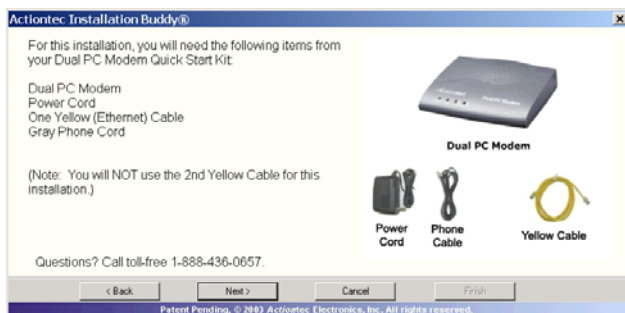 Actiontec Installation Buddy®
For this installation, you will need the following items from
your Dual PC Modem Quick Start Kit:
Dual PC Modem
Power Cord
One Yellow (Ethernet) Cable
Gray Phone Cord
(Note: You will NOT use the 2nd Yellow Cable for this
installation.)
Dual PC Modem
Power
Cord
Phone
Cable
Yellow Cable
Questions? Call toll-free 1-888-436-0657.
< Back
Next >
Cancel
Finish
Patent Pending, © 2003 Actiontec Electronics, Inc. All rights reserved.